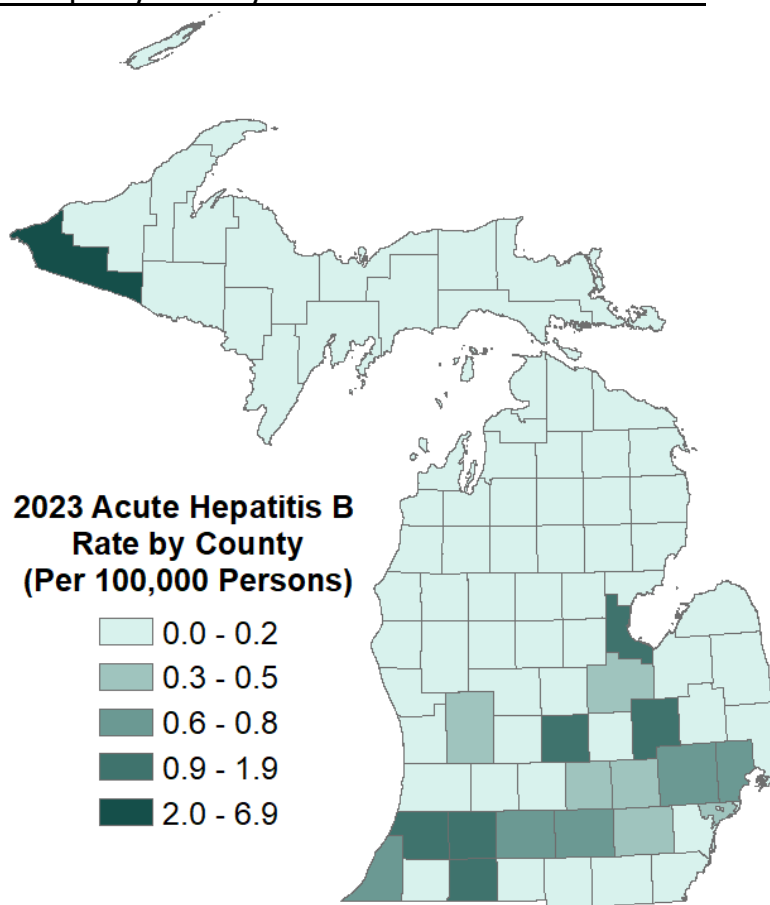 2023 Acute Hepatitis B
Rate by County
(Per 100,000 Persons)
0.0 - 0.2
0.3 - 0.5
0.6 - 0.8
0.9 - 1.9
2.0 - 6.9